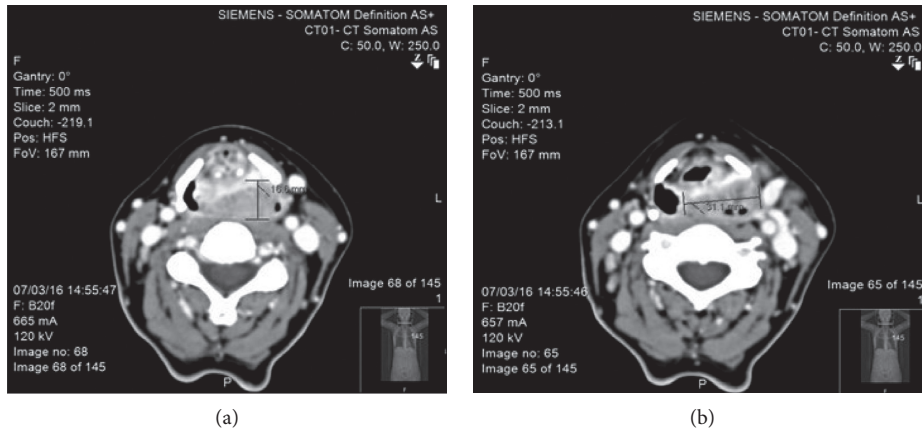 SIEMENS - SOMATOM Definition AS+
CT01- CT Somatom AS
C: 50.0, W: 250.0
F
Gantry: 0°
Time: 500 ms
Slice: 2 mm
Couch: -219.1
Pos: HFS
FoV: 167 mm
L
07/03/16 14:55:47
F: B20f
665 mA
120 kV
Image no: 68
Image 68 of 145
P
Image 68 of 145
1
145
F
(a)
SIEMENS - SOMATOM Definition AS+
CT01- CT Somatom AS
C: 50.0, W: 250.0
F
Gantry: 0°
Time: 500 ms
Slice: 2 mm
Couch: -213.1
Pos: HFS
FoV: 167 mm
31.1 mm
L
07/03/16 14:55:46
F: B20f
657 mA
120 kV
Image no: 65
Image 65 of 145
P
Image 65 of 145
1
145
F
(b)